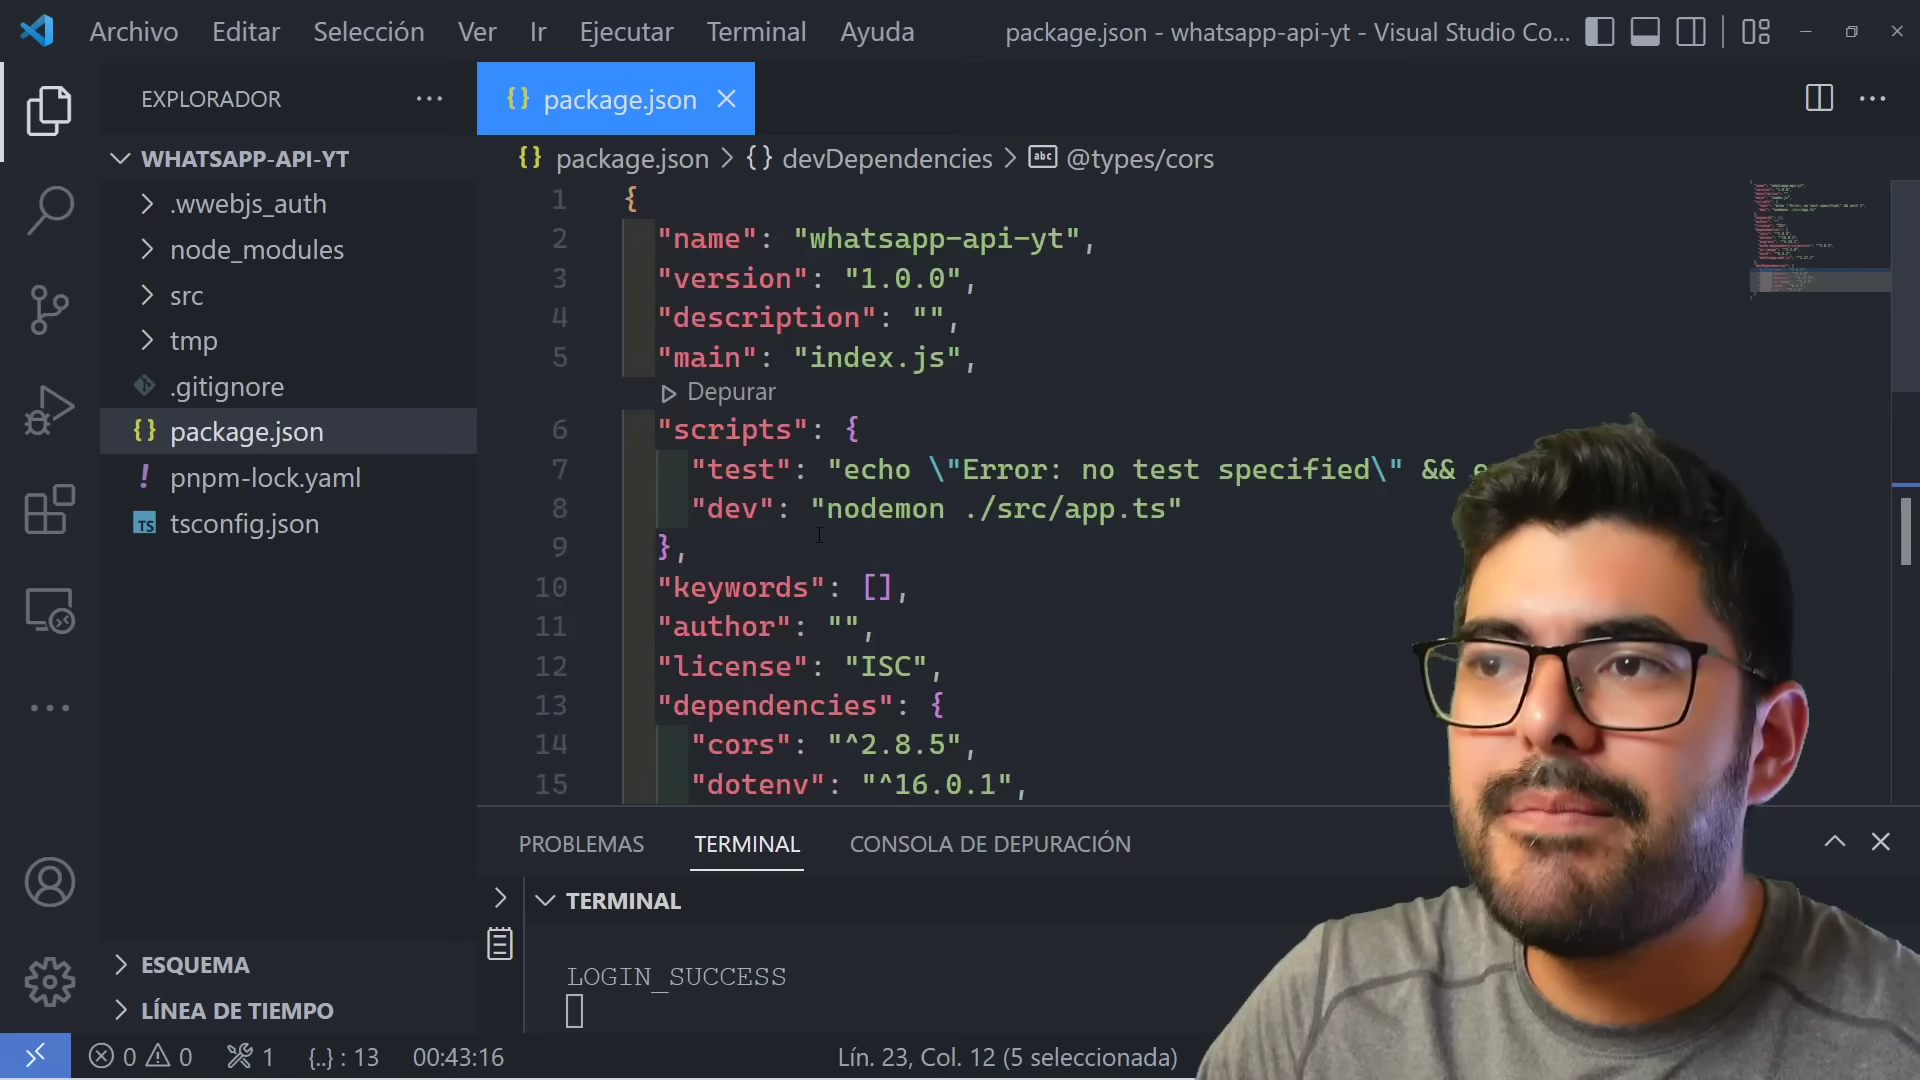 Archivo Editar Selección Ver Ir Ejecutar Terminal Ayuda package.json - whatsapp-api-yt - Visual Studio Co...
EXPLORADOR
{} package.json
WHATSAPP-API-YT
.wwebjs_auth
node_modules
src
tmp
.gitignore
{} package.json
! pnpm-lock.yaml
TS tsconfig.json
ESQUEMA
LÍNEA DE TIEMPO
{} package.json > {} devDependencies > abc @types/cors
1 {
2 "name": "whatsapp-api-yt",
3 "version": "1.0.0",
4 "description": "",
5 "main": "index.js",
Depurar
6 "scripts": {
7 "test": "echo \"Error: no test specified\" &&
8 "dev": "nodemon ./src/app.ts"
9 },
10 "keywords": [],
11 "author": "",
12 "license": "ISC",
13 "dependencies": {
14 "cors": "^2.8.5",
15 "dotenv": "^16.0.1",
PROBLEMAS TERMINAL CONSOLA DE DEPURACIÓN
TERMINAL
LOGIN_SUCCESS
0 0 1 {..} : 13 00:43:16 Lín. 23, Col. 12 (5 seleccionada)